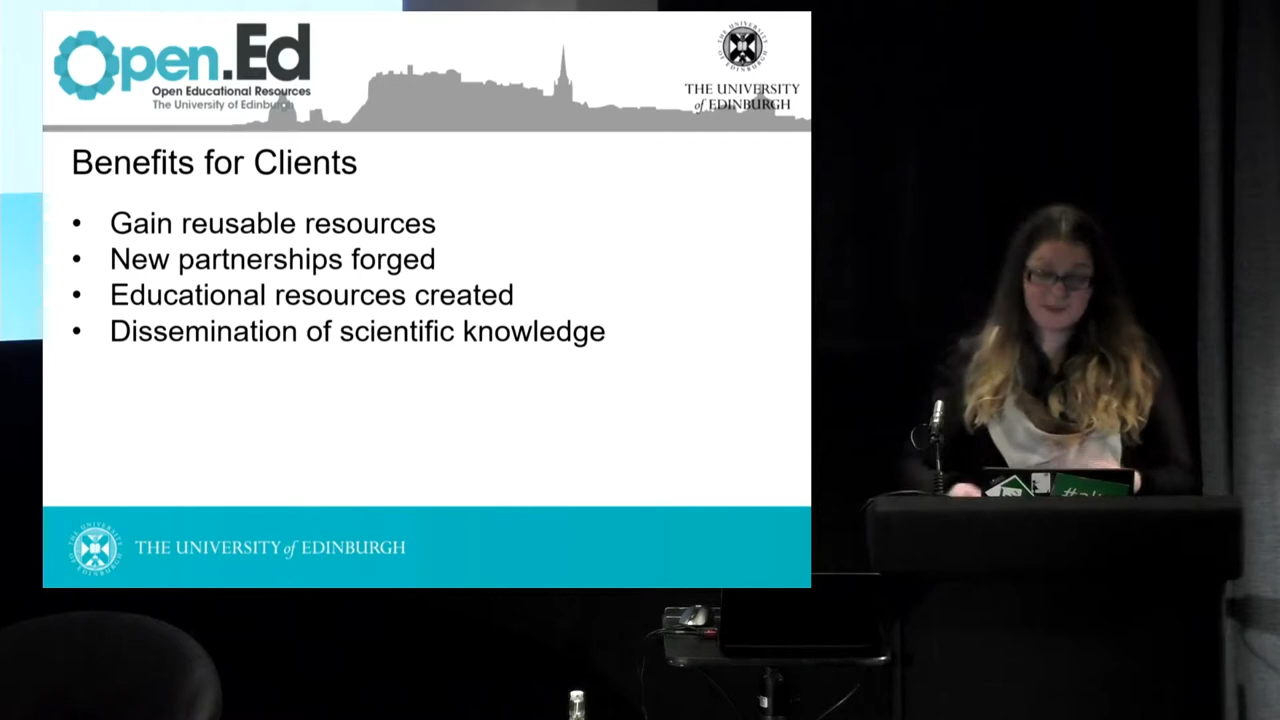 Open.Ed
Open Educational Resources
The University of Edinburgh
THE UNIVERSITY
of EDINBURGH
Benefits for Clients
• Gain reusable resources
• New partnerships forged
• Educational resources created
• Dissemination of scientific knowledge
THE UNIVERSITY of EDINBURGH